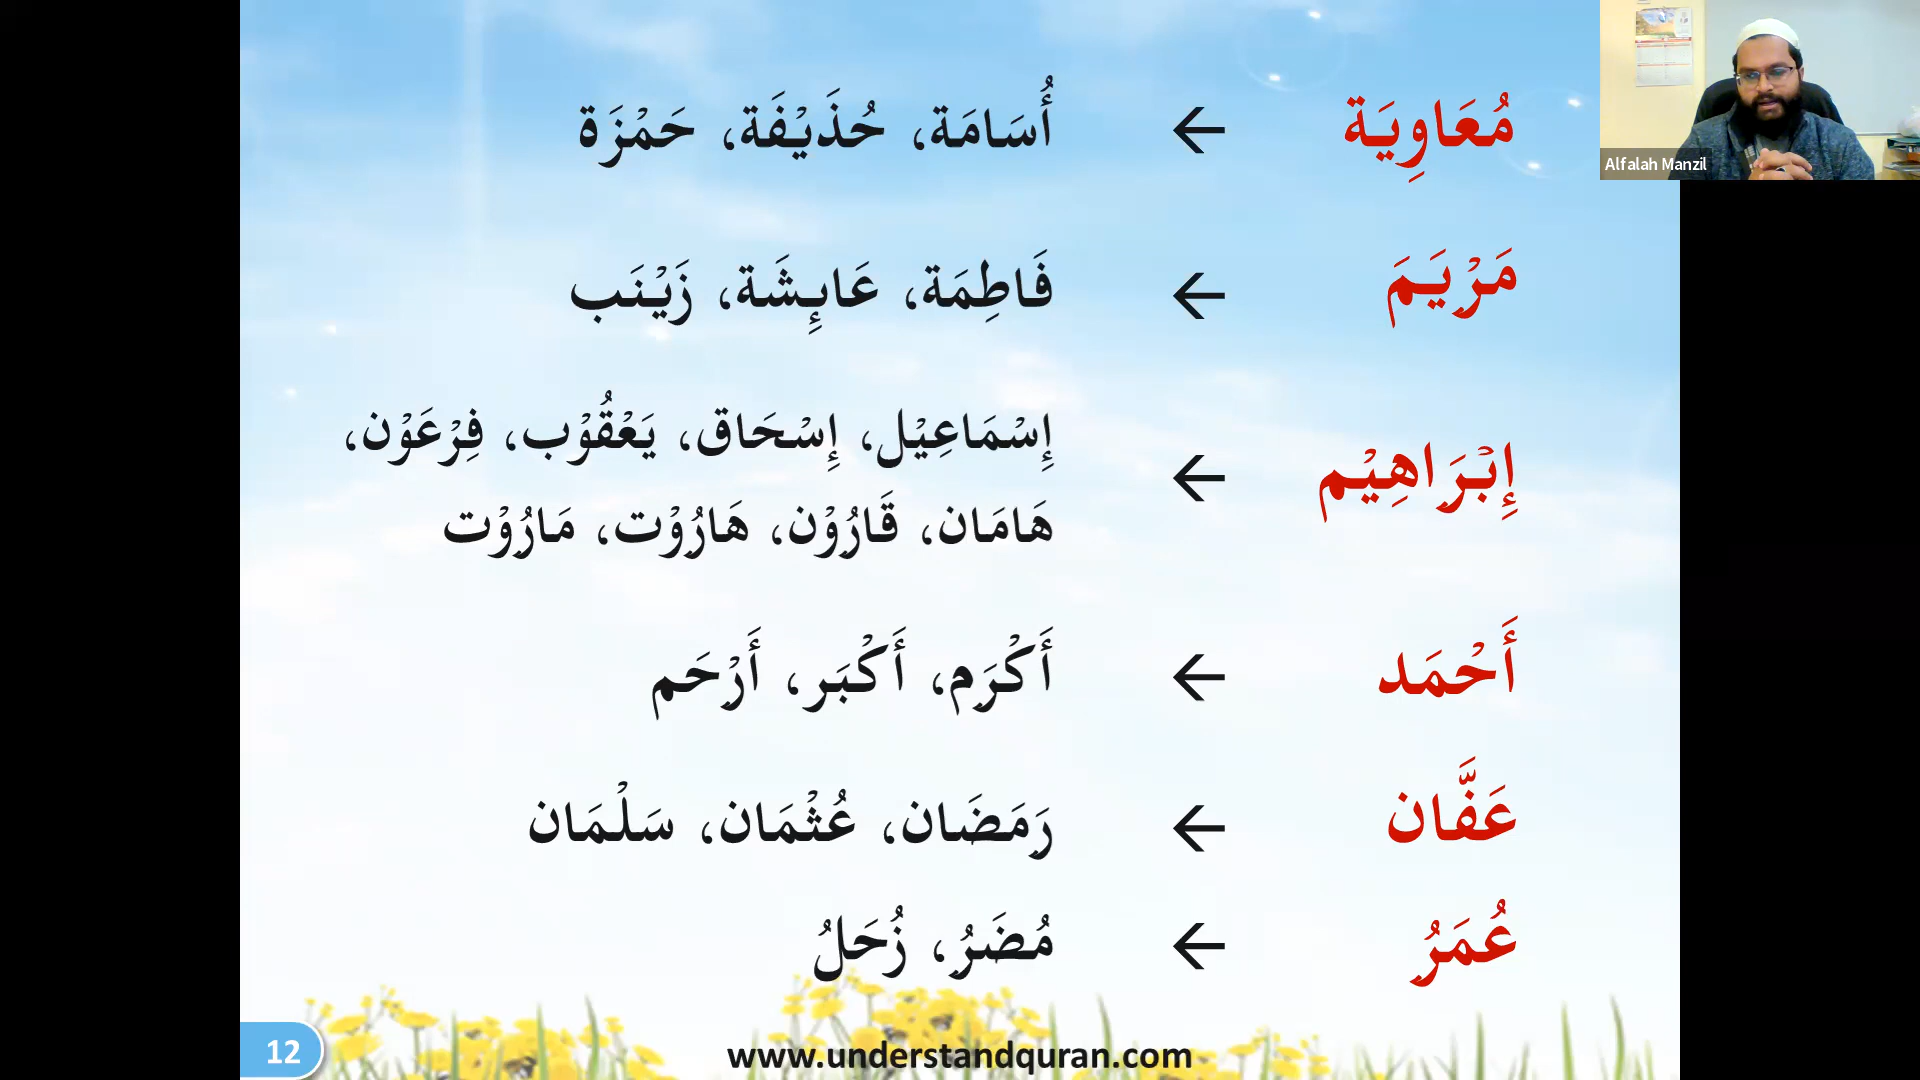 مُعَاوِيَة ← أُسَامَة، حُذَيْفَة، حَمْزَة
مَرْيَمَ ← فَاطِمَة، عَايِٕشَة، زَيْنَب
إِبْرَاهِيْم ← إِسْمَاعِيْل، إِسْحَاق، يَعْقُوْب، فِرْعَوْن،
هَامَان، قَارُوْن، هَارُوْت، مَارُوْت
أَحْمَد ← أَكْرَم، أَكْبَر، أَرْحَم
عَفَّان ← رَمَضَان، عُثْمَان، سَلْمَان
عُمَرُ ← مُضَرُ، زُحَلُ
12
www.understandquran.com
Alfalah Manzil